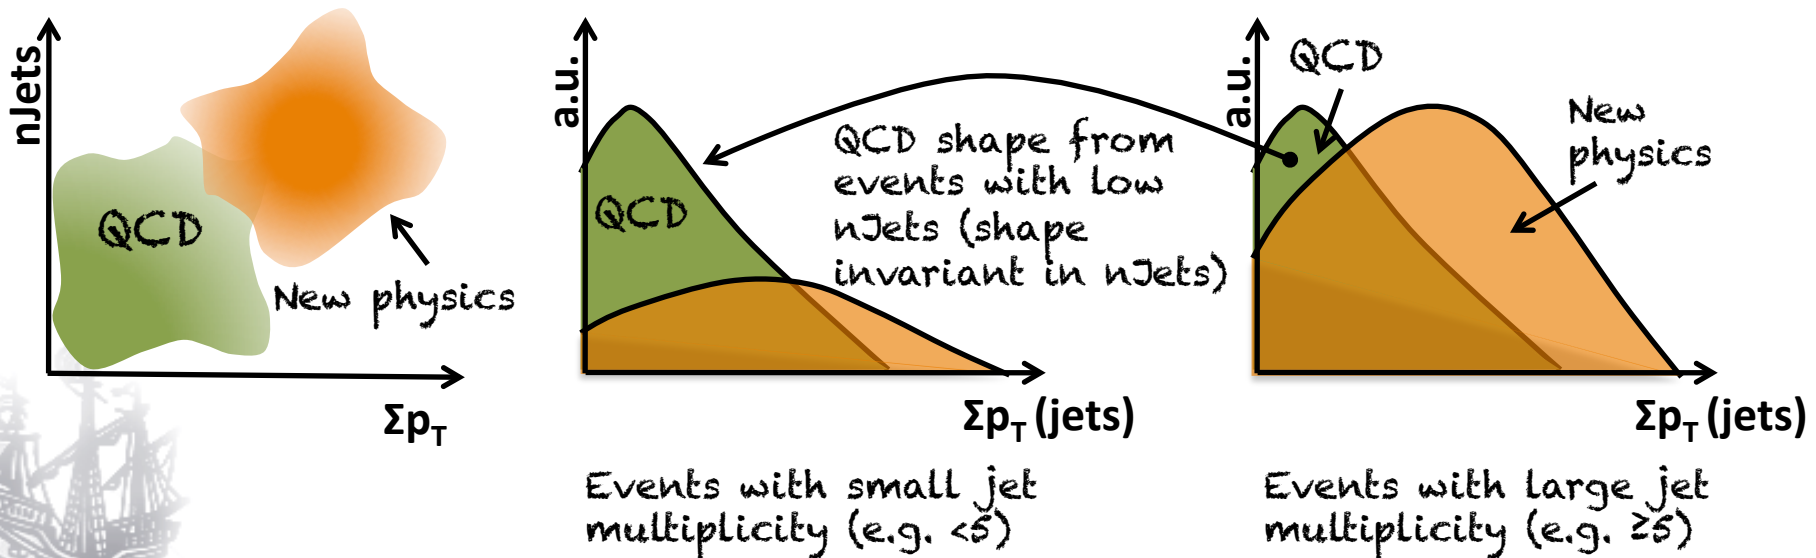 nJets
QCD
New physics
Σp_T
a.u.
QCD
QCD shape from
events with low
nJets (shape
invariant in nJets)
Σp_T (jets)
Events with small jet
multiplicity (e.g. <5)
a.u.
QCD
New
physics
Σp_T (jets)
Events with large jet
multiplicity (e.g. ≥5)